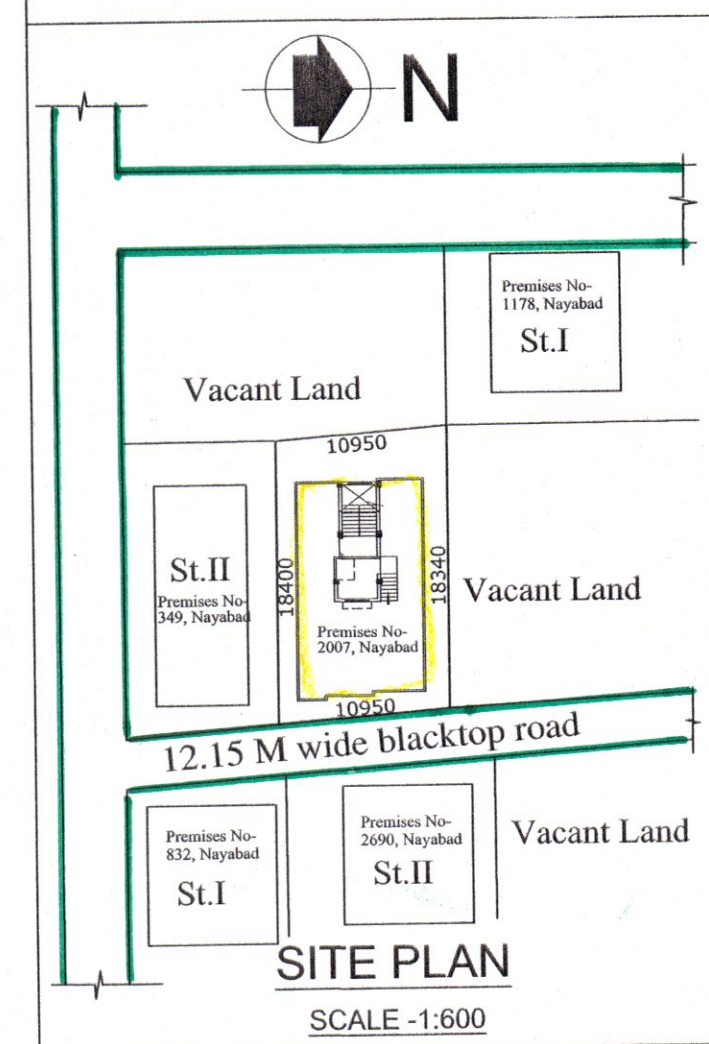 N
Premises No-
1178, Nayabad
St.I
Vacant Land
10950
St.II
Premises No-
349, Nayabad
18400
18340
Premises No-
2007, Nayabad
Vacant Land
10950
12.15 M wide blacktop road
Premises No-
832, Nayabad
St.I
Premises No-
2690, Nayabad
St.II
Vacant Land
SITE PLAN
SCALE -1:600